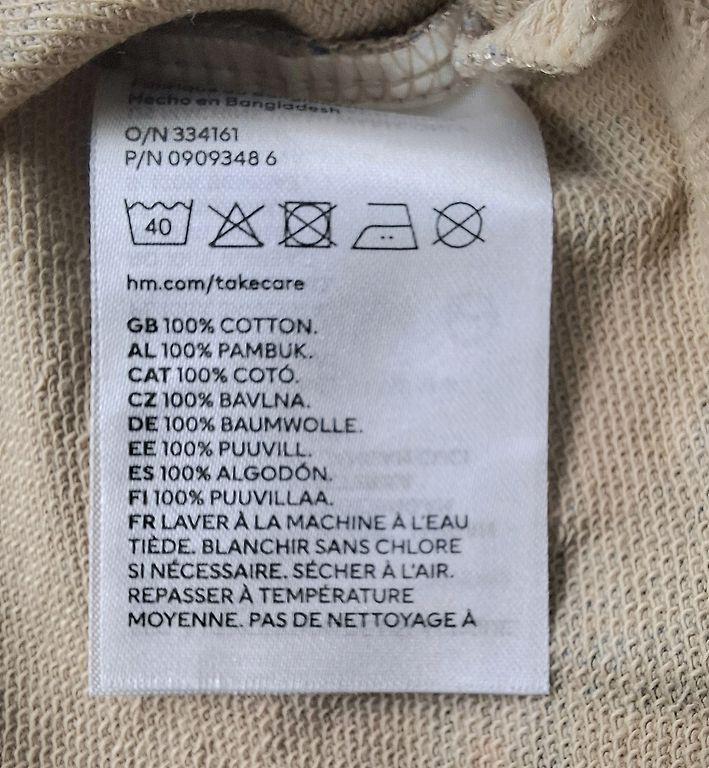 Hecho en Bangladesh
O/N 334161
P/N 0909348 6
40
hm.com/takecare
GB 100% COTTON.
AL 100% PAMBUK.
CAT 100% COTÓ.
CZ 100% BAVLNA.
DE 100% BAUMWOLLE.
EE 100% PUUVILL.
ES 100% ALGODÓN.
FI 100% PUUVILLAA.
FR LAVER À LA MACHINE À L'EAU
TIÈDE. BLANCHIR SANS CHLORE
SI NÉCESSAIRE. SÉCHER À L'AIR.
REPASSER À TEMPÉRATURE
MOYENNE. PAS DE NETTOYAGE À